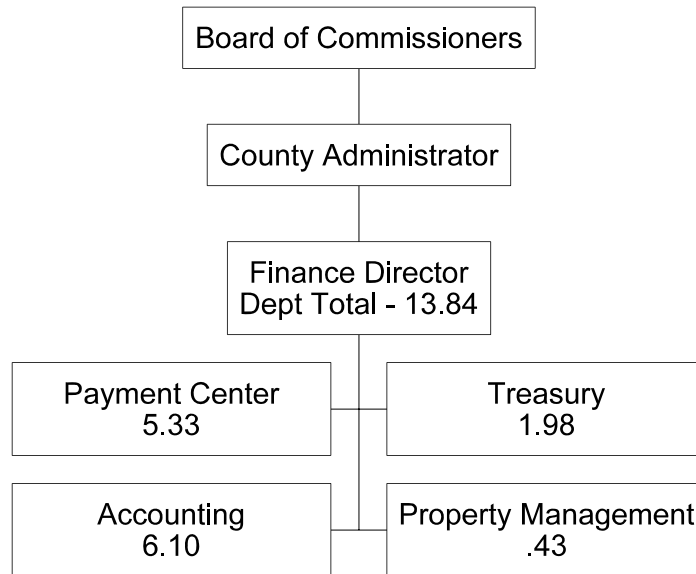 Board of Commissioners
County Administrator
Finance Director
Dept Total - 13.84
Payment Center
5.33
Treasury
1.98
Accounting
6.10
Property Management
.43